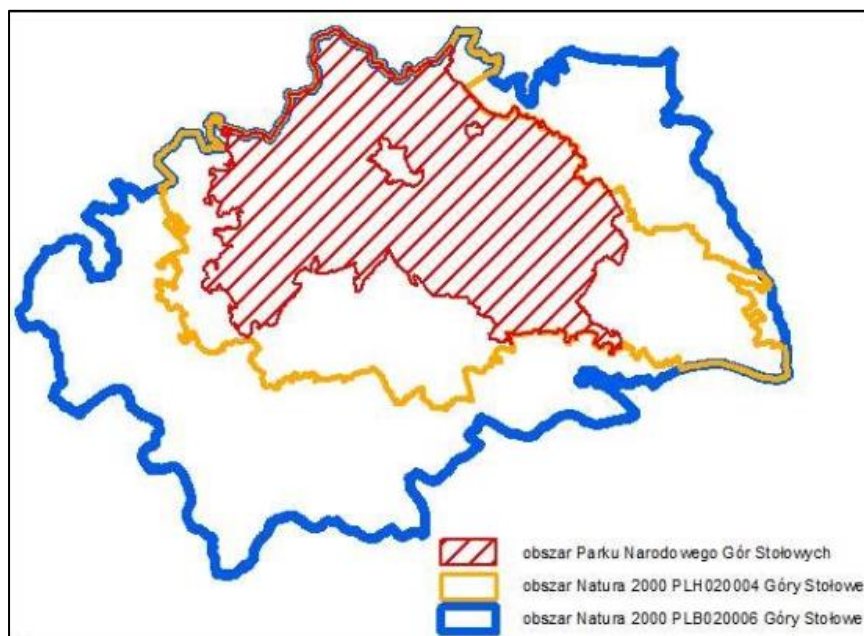 obszar Parku Narodowego Gór Stołowych
obszar Natura 2000 PLH020004 Góry Stołowe
obszar Natura 2000 PLB020006 Góry Stołowe